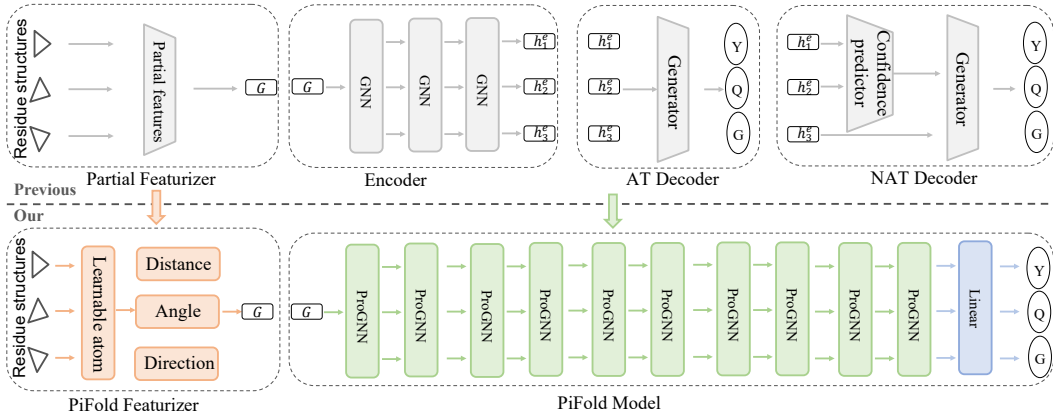 Residue structures
Partial features
G
Partial Featurizer
G
GNN
GNN
GNN
h₁ᵉ
h₂ᵉ
h₃ᵉ
Encoder
h₁ᵉ
h₂ᵉ
h₃ᵉ
Generator
Y
Q
G
AT Decoder
h₁ᵉ
h₂ᵉ
h₃ᵉ
Confidence
predictor
Generator
Y
Q
G
NAT Decoder
Previous
Our
Residue structures
Learnable atom
Distance
Angle
Direction
G
PiFold Featurizer
G
ProGNN
ProGNN
ProGNN
ProGNN
ProGNN
ProGNN
ProGNN
ProGNN
ProGNN
ProGNN
Linear
Y
Q
G
PiFold Model